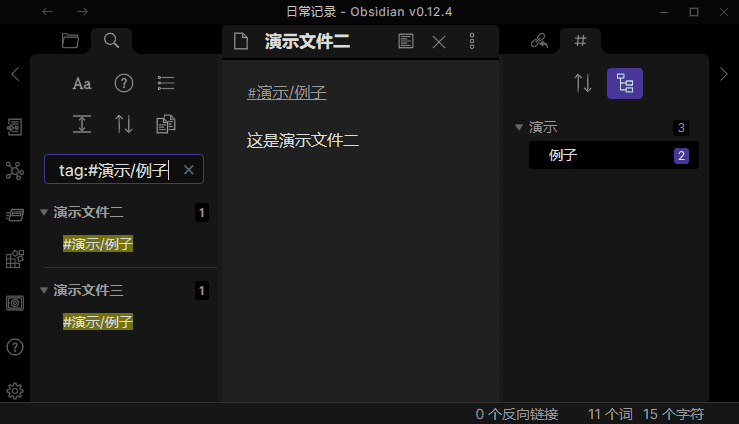 日常记录 - Obsidian v0.12.4
演示文件二
Aa
tag:#演示/例子
演示文件二
1
#演示/例子
演示文件三
1
#演示/例子
#演示/例子
这是演示文件二
演示
3
例子
2
0 个反向链接
11 个词
15 个字符